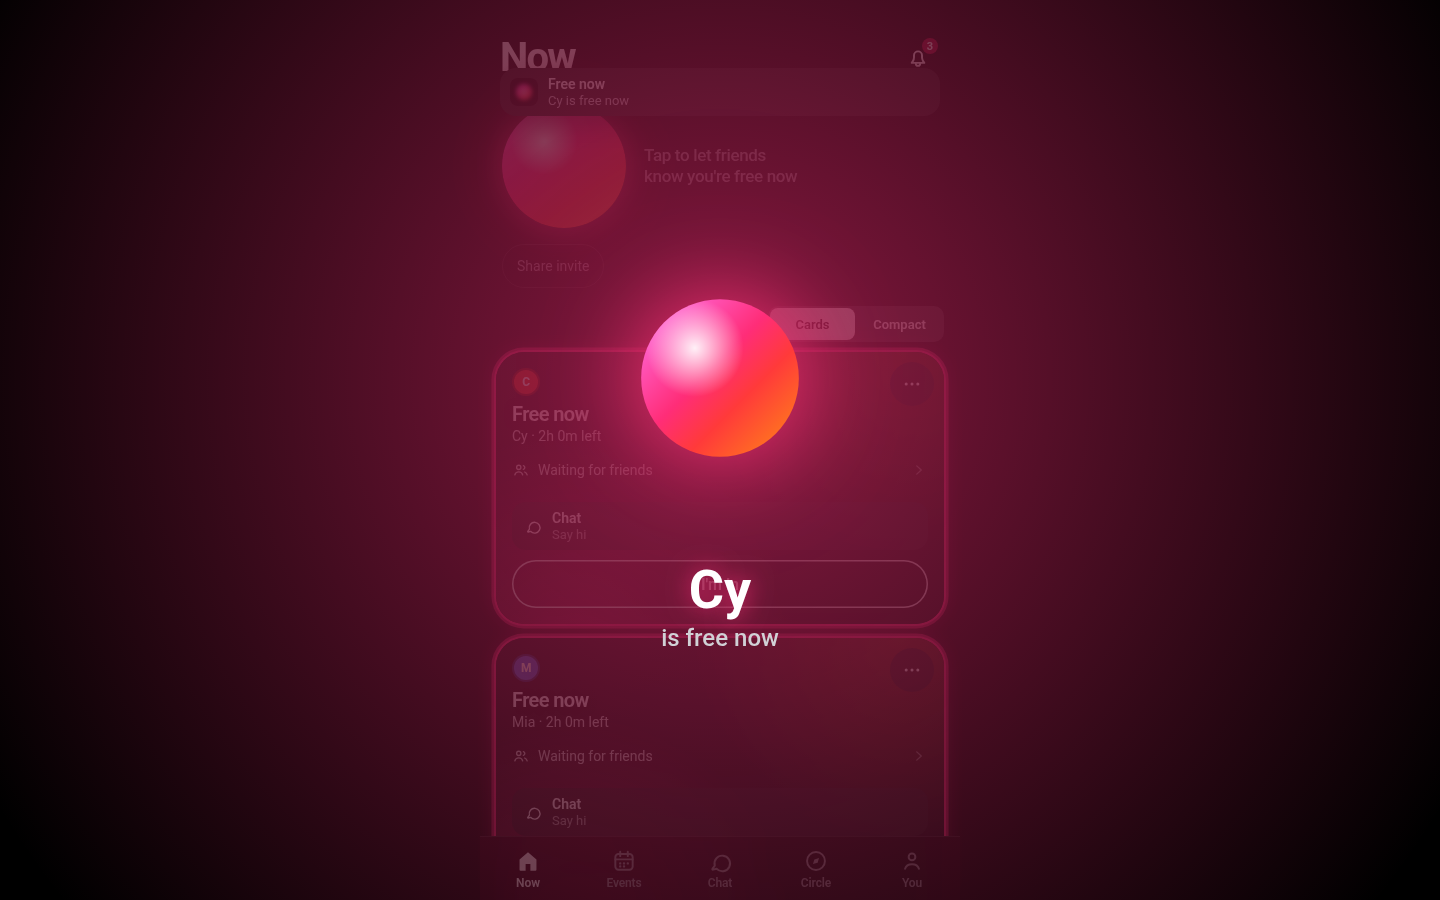 Now
3
Free now
Cy is free now
Tap to let friends
know you're free now
Share invite
Cards
Compact
C
Free now
Cy · 2h 0m left
Waiting for friends
Chat
Say hi
Cy
is free now
M
Free now
Mia · 2h 0m left
Waiting for friends
Chat
Say hi
Now
Events
Chat
Circle
You